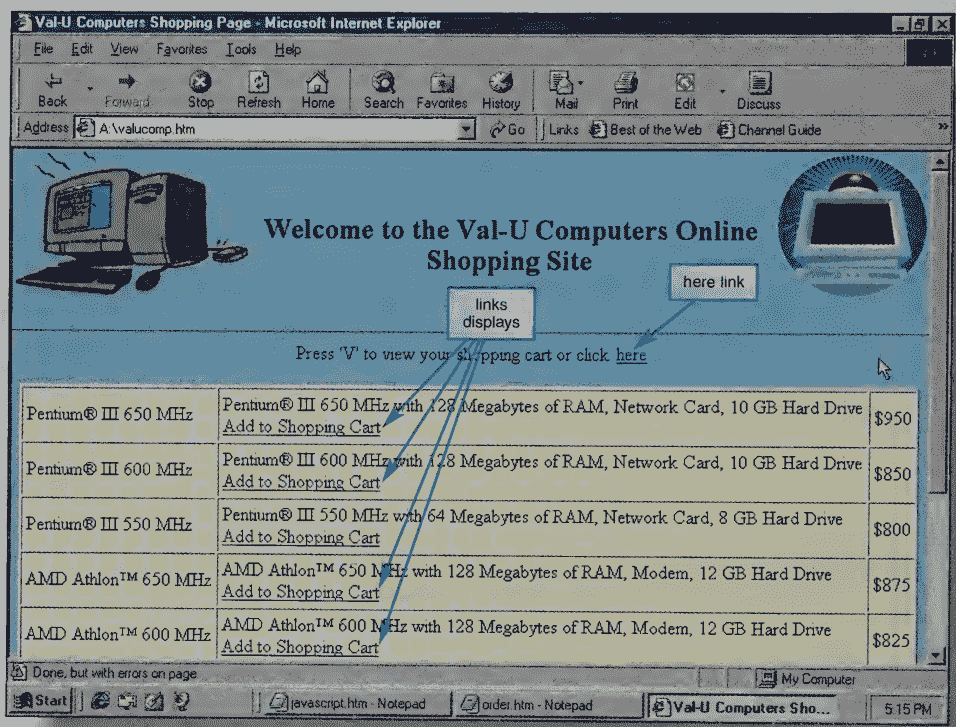 Val-U Computers Shopping Page - Microsoft Internet Explorer
File Edit View Favorites Tools Help
Back Forward Stop Refresh Home Search Favorites History Mail Print Edit Discuss
Address A:\valucomp.htm Go Links Best of the Web Channel Guide »
Welcome to the Val-U Computers Online
Shopping Site
here link
links
displays
Press 'V' to view your shopping cart or click here
Pentium® III 650 MHz
Pentium® III 650 MHz with 128 Megabytes of RAM, Network Card, 10 GB Hard Drive
Add to Shopping Cart
$950
Pentium® III 600 MHz
Pentium® III 600 MHz with 128 Megabytes of RAM, Network Card, 10 GB Hard Drive
Add to Shopping Cart
$850
Pentium® III 550 MHz
Pentium® III 550 MHz with 64 Megabytes of RAM, Network Card, 8 GB Hard Drive
Add to Shopping Cart
$800
AMD Athlon™ 650 MHz
AMD Athlon™ 650 MHz with 128 Megabytes of RAM, Modem, 12 GB Hard Drive
Add to Shopping Cart
$875
AMD Athlon™ 600 MHz
AMD Athlon™ 600 MHz with 128 Megabytes of RAM, Modem, 12 GB Hard Drive
Add to Shopping Cart
$825
Done, but with errors on page My Computer
Start javascript.htm - Notepad order.htm - Notepad Val-U Computers Sho... 5:15 PM